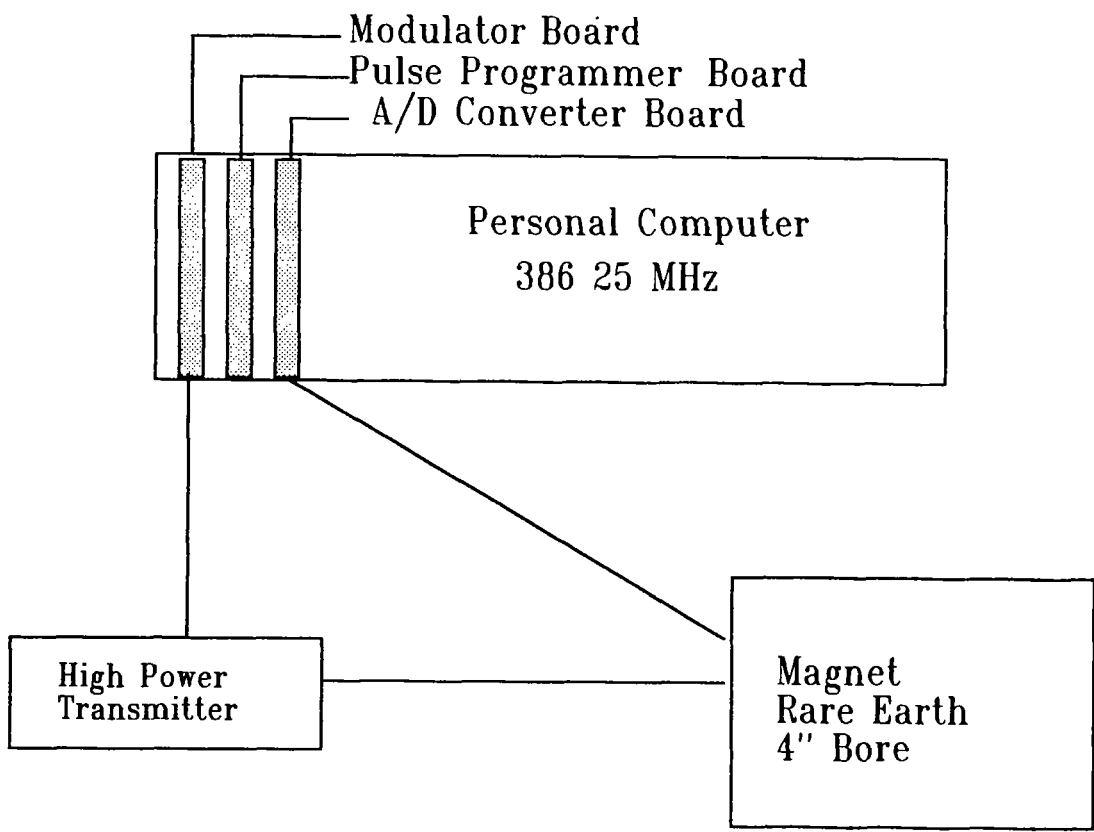 Modulator Board
Pulse Programmer Board
A/D Converter Board
Personal Computer
386 25 MHz
High Power
Transmitter
Magnet
Rare Earth
4" Bore